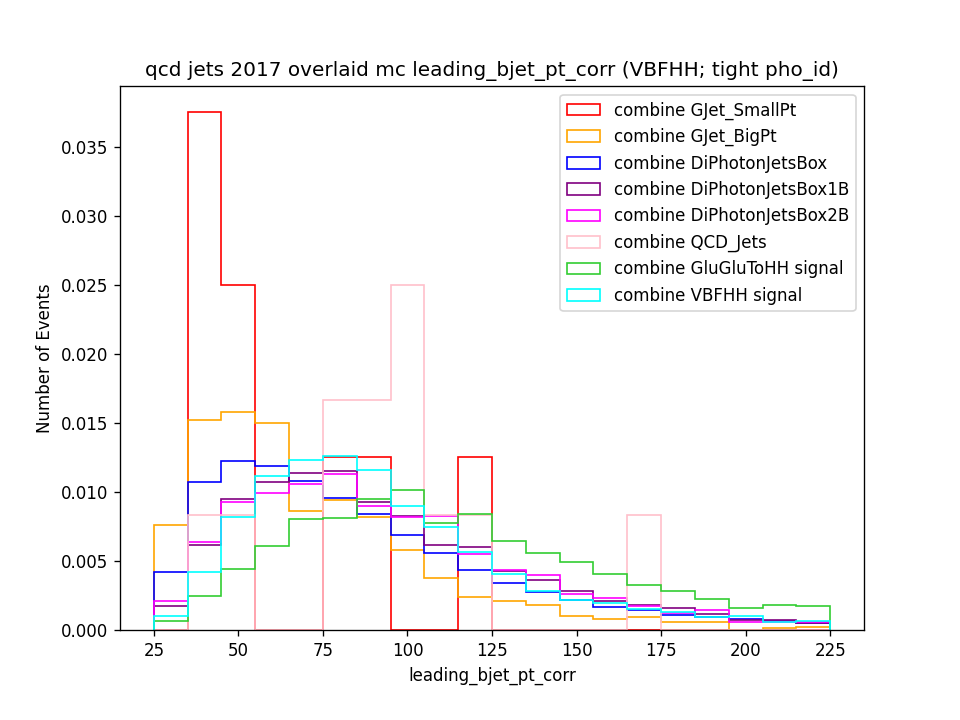 qcd jets 2017 overlaid mc leading_bjet_pt_corr (VBFHH; tight pho_id)
combine GJet_SmallPt
combine GJet_BigPt
combine DiPhotonJetsBox
combine DiPhotonJetsBox1B
combine DiPhotonJetsBox2B
combine QCD_Jets
combine GluGluToHH signal
combine VBFHH signal
Number of Events
0.035
0.030
0.025
0.020
0.015
0.010
0.005
0.000
25 50 75 100 125 150 175 200 225
leading_bjet_pt_corr